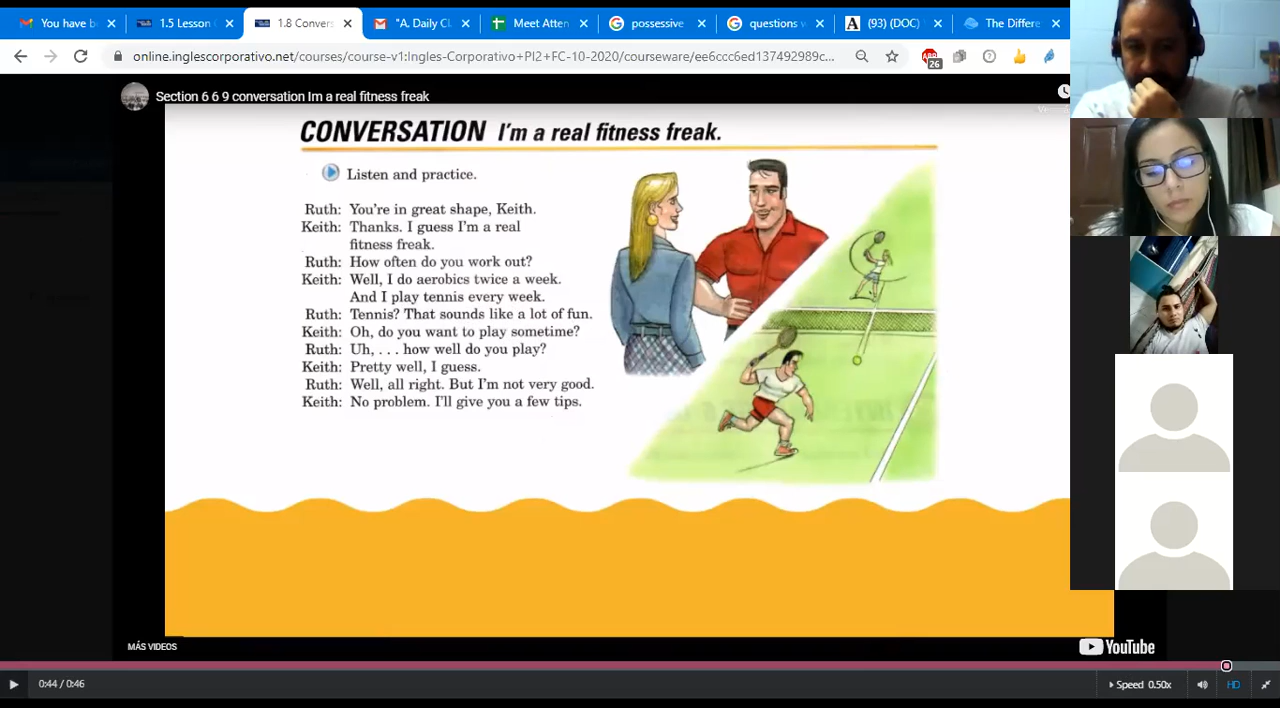 You have b
1.5 Lesson
1.8 Convers
"A. Daily Cl
Meet Atten
possessive
questions w
(93) (DOC)
The Differe
online.inglescorporativo.net/courses/course-v1:Ingles-Corporativo+PI2+FC-10-2020/courseware/ee6ccc6ed137492989c...
26
Section 6 6 9 conversation Im a real fitness freak
CONVERSATION I'm a real fitness freak.
Listen and practice.
Ruth: You're in great shape, Keith.
Keith: Thanks. I guess I'm a real
fitness freak.
Ruth: How often do you work out?
Keith: Well, I do aerobics twice a week.
And I play tennis every week.
Ruth: Tennis? That sounds like a lot of fun.
Keith: Oh, do you want to play sometime?
Ruth: Uh, . . . how well do you play?
Keith: Pretty well, I guess.
Ruth: Well, all right. But I'm not very good.
Keith: No problem. I'll give you a few tips.
MÁS VIDEOS
YouTube
0:44 / 0:46
Speed 0.50x
HD